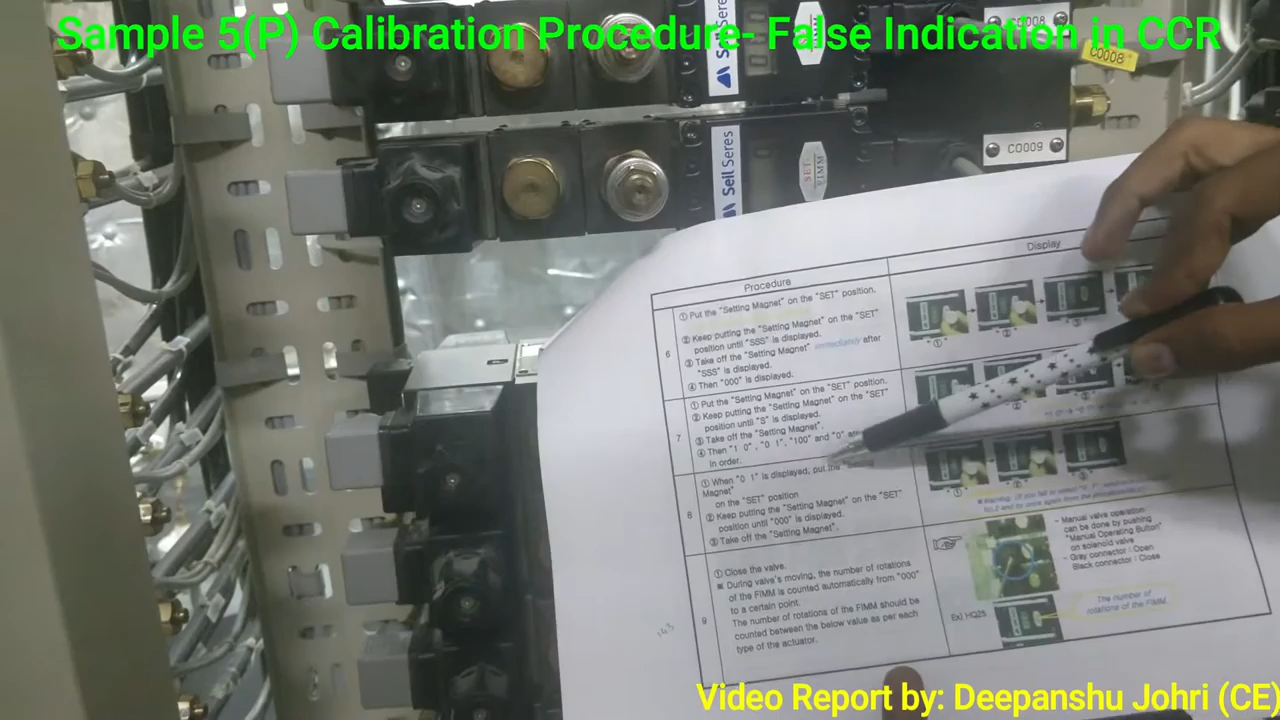 Sample 5(P) Calibration Procedure- False Indication in CCR
C0008
C0008
Seil Seres
C0009
Seil Seres
SET
FIMM
Procedure
Display
6
① Put the "Setting Magnet" on the "SET" position.
② Keep putting the "Setting Magnet" on the "SET"
position until "SSS" is displayed.
③ Take off the "Setting Magnet" immediately after
"SSS" is displayed.
④ Then "000" is displayed.
7
① Put the "Setting Magnet" on the "SET" position.
② Keep putting the "Setting Magnet" on the "SET"
position until "S" is displayed.
③ Take off the "Setting Magnet".
④ Then "1 0", "0 1", "100" and "0"
in order.
8
① When "0 1" is displayed, put the
Magnet"
on the "SET" position
② Keep putting the "Setting Magnet" on the "SET"
position until "000" is displayed.
③ Take off the "Setting Magnet".
9
① Close the valve.
※ During valve's moving, the number of rotations
of the FIMM is counted automatically from "000"
to a certain point.
The number of rotations of the FIMM should be
counted between the below value as per each
type of the actuator.
- Manual valve operation
can be done by pushing
"Manual Operating Button"
on solenoid valve
- Gray connector : Open
Black connector : Close
Ex) HQ25
The number of
rotations of the FIMM
143
Video Report by: Deepanshu Johri (CE)